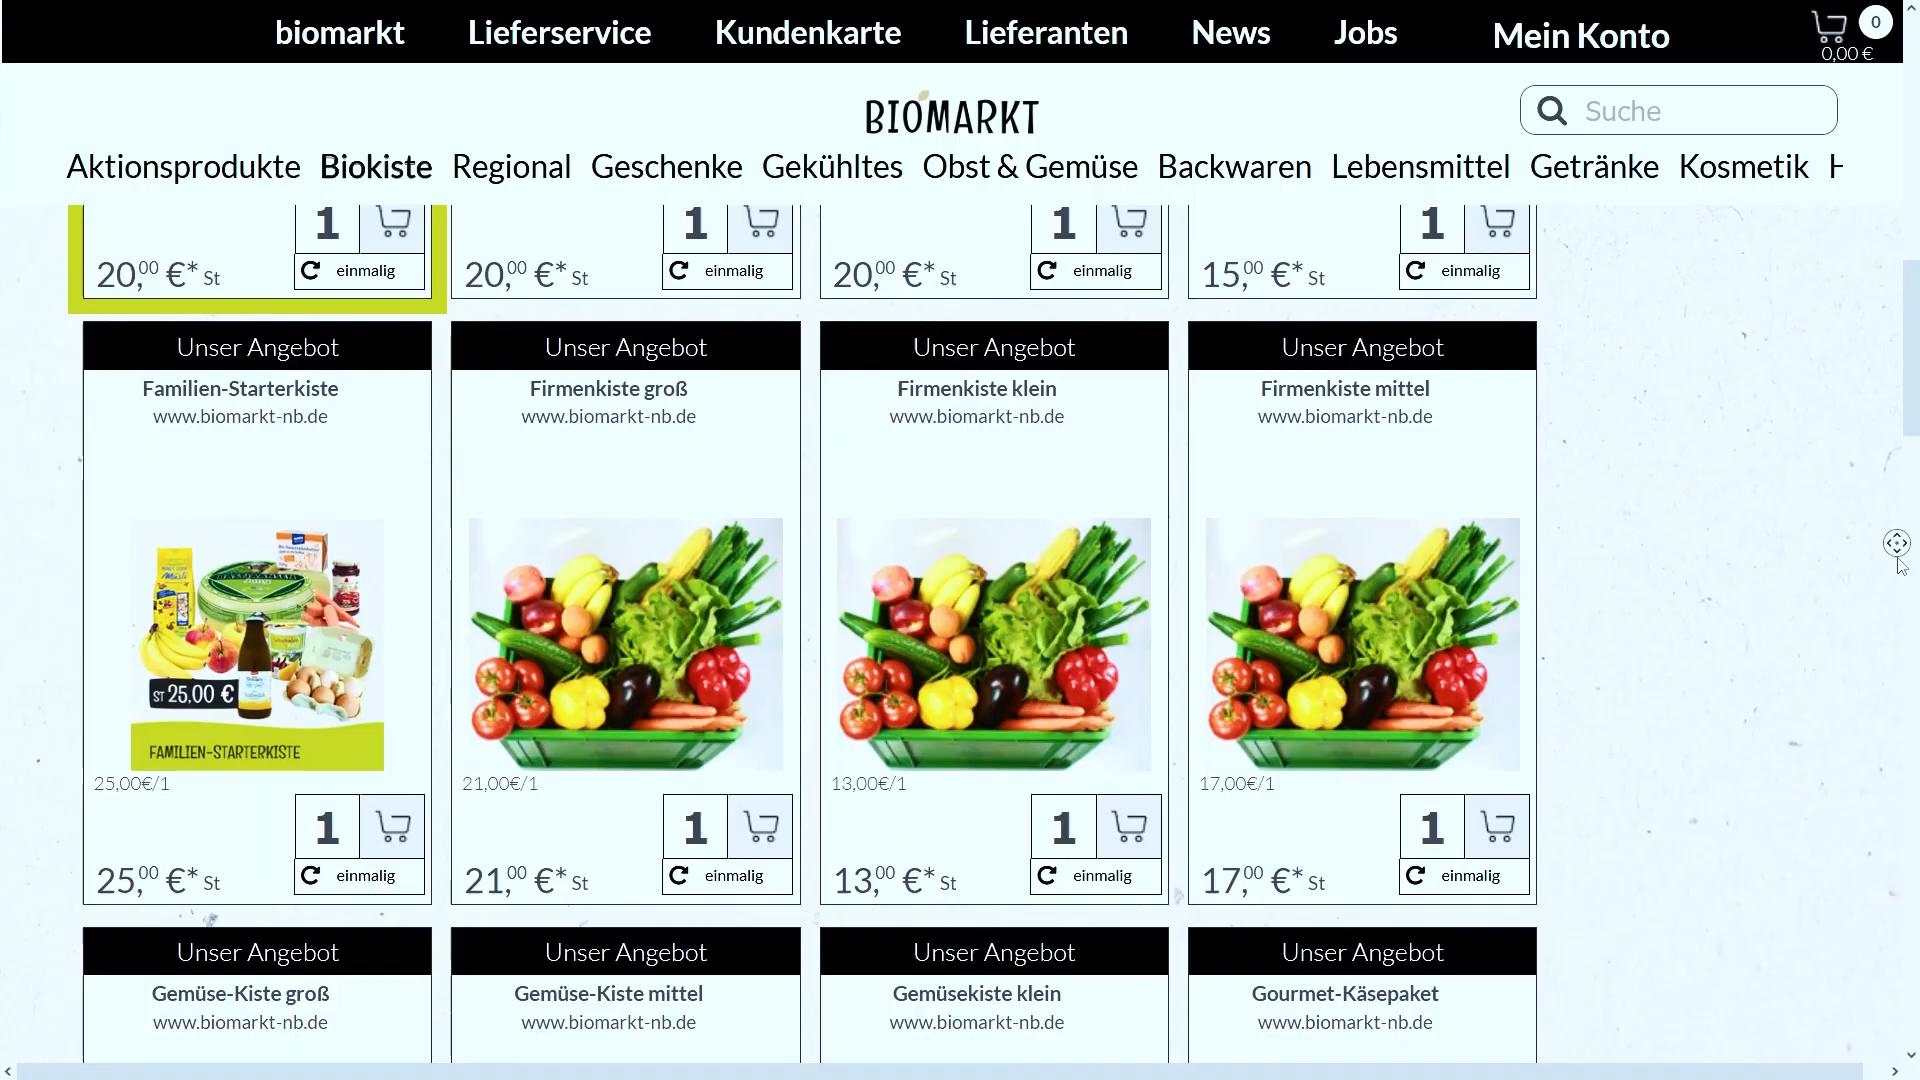 biomarkt Lieferservice Kundenkarte Lieferanten News Jobs Mein Konto 0
0,00 €
BIOMARKT
Suche
Aktionsprodukte Biokiste Regional Geschenke Gekühltes Obst & Gemüse Backwaren Lebensmittel Getränke Kosmetik
1 1 1 1
20,00 €* St einmalig 20,00 €* St einmalig 20,00 €* St einmalig 15,00 €* St einmalig
Unser Angebot Unser Angebot Unser Angebot Unser Angebot
Familien-Starterkiste Firmenkiste groß Firmenkiste klein Firmenkiste mittel
www.biomarkt-nb.de www.biomarkt-nb.de www.biomarkt-nb.de www.biomarkt-nb.de
ST 25.00 €
FAMILIEN-STARTERKISTE
25,00€/1 21,00€/1 13,00€/1 17,00€/1
1 1 1 1
25,00 €* St einmalig 21,00 €* St einmalig 13,00 €* St einmalig 17,00 €* St einmalig
Unser Angebot Unser Angebot Unser Angebot Unser Angebot
Gemüse-Kiste groß Gemüse-Kiste mittel Gemüsekiste klein Gourmet-Käsepaket
www.biomarkt-nb.de www.biomarkt-nb.de www.biomarkt-nb.de www.biomarkt-nb.de